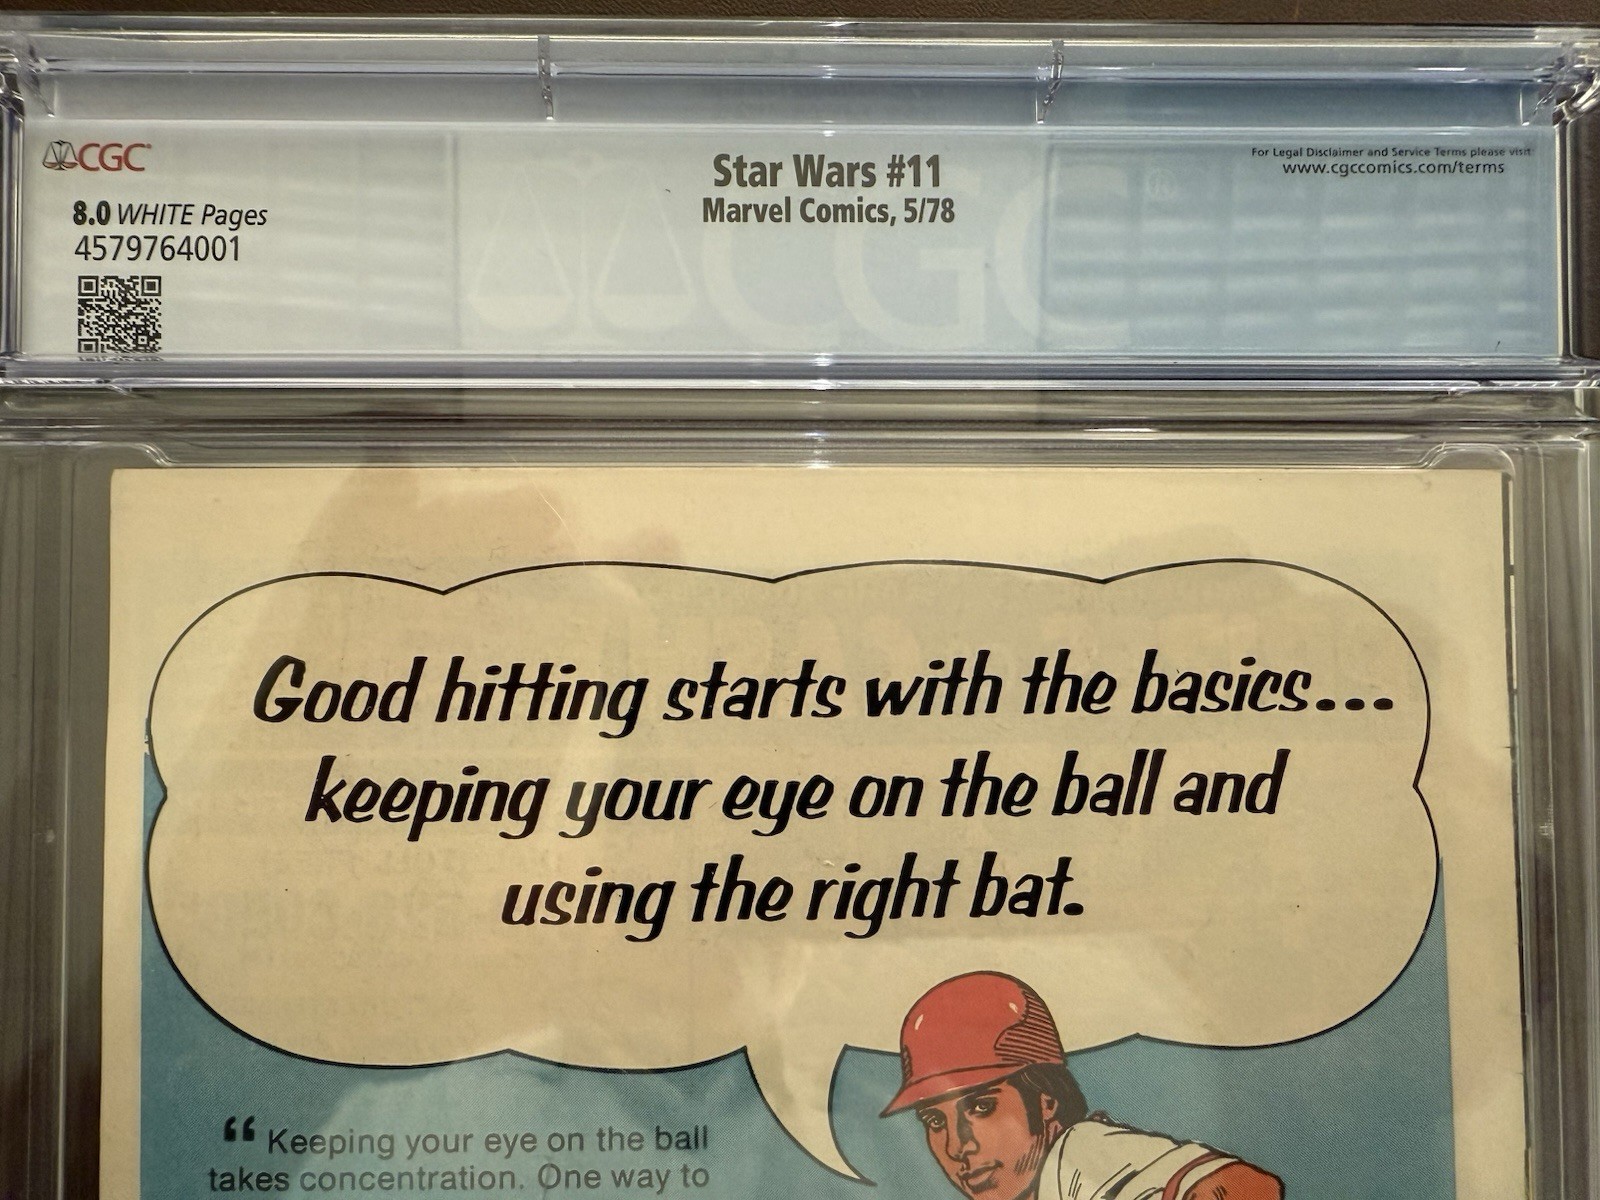 CGC
8.0 WHITE Pages
4579764001
Star Wars #11
Marvel Comics, 5/78
For Legal Disclaimer and Service Terms please visit
www.cgccomics.com/terms
CGC
Good hitting starts with the basics...
keeping your eye on the ball and
using the right bat.
“ Keeping your eye on the ball
takes concentration. One way to